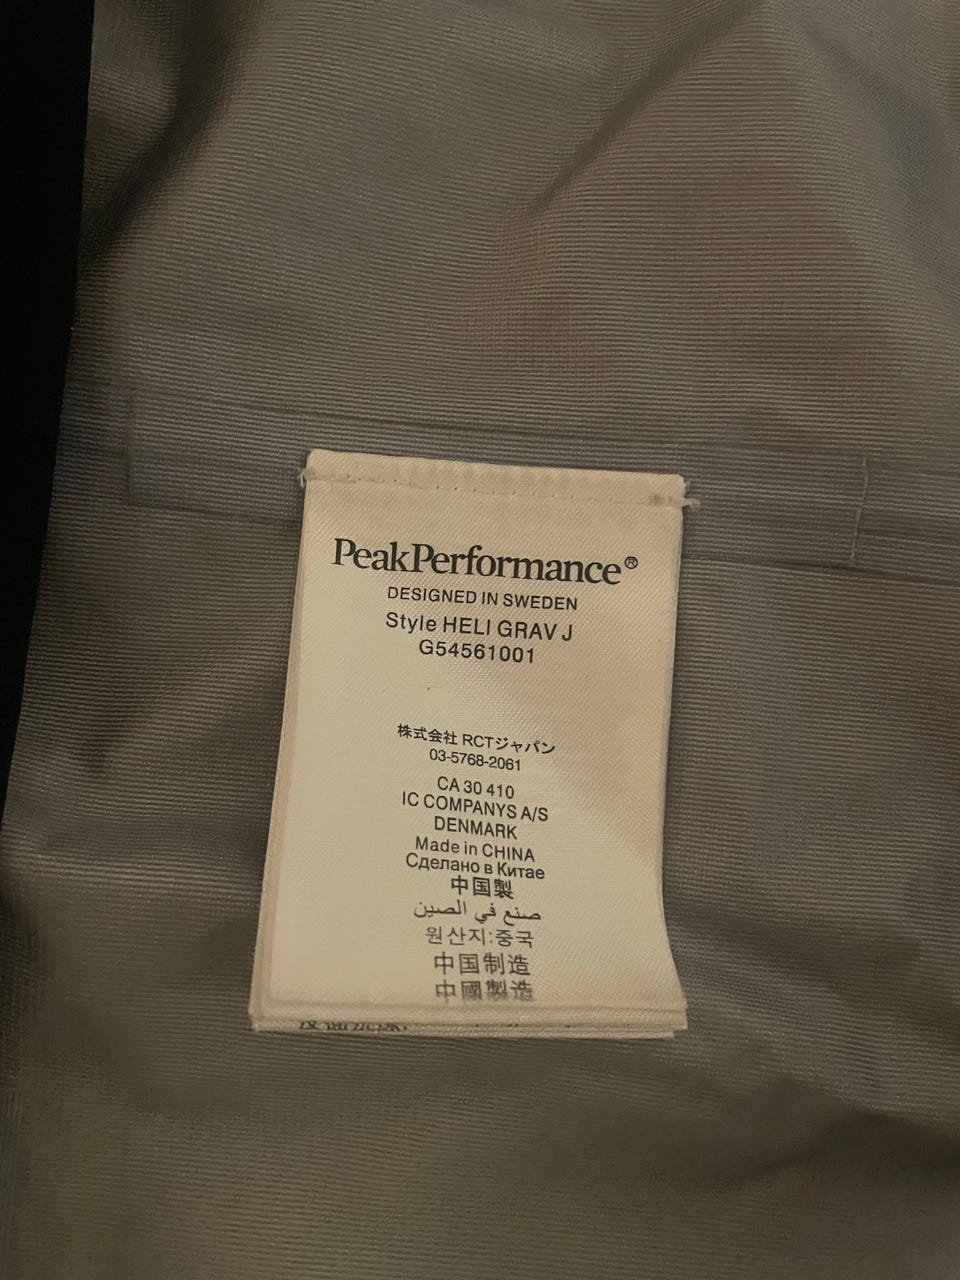 PeakPerformance®
DESIGNED IN SWEDEN
Style HELI GRAV J
G54561001
株式会社 RCTジャパン
03-5768-2061
CA 30 410
IC COMPANYS A/S
DENMARK
Made in CHINA
Сделано в Китае
中国製
صنع في الصين
원산지:중국
中国制造
中國製造